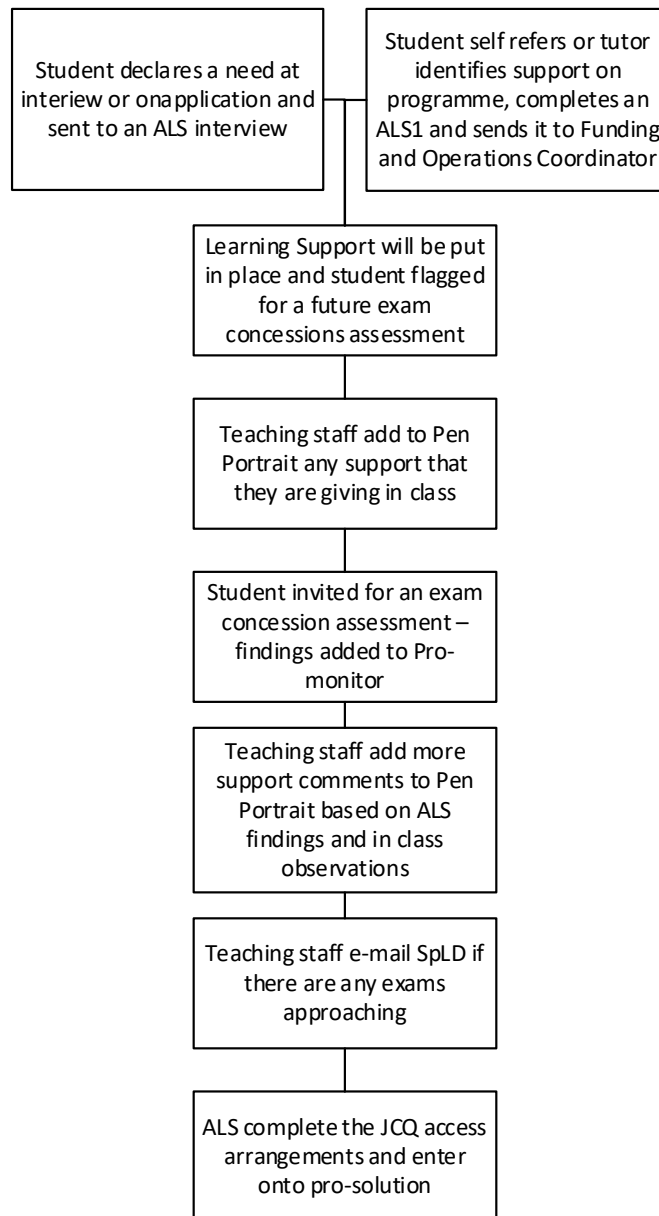 Student declares a need at
interiew or onapplication and
sent to an ALS interview
Student self refers or tutor
identifies support on
programme, completes an
ALS1 and sends it to Funding
and Operations Coordinator
Learning Support will be put
in place and student flagged
for a future exam
concessions assessment
Teaching staff add to Pen
Portrait any support that
they are giving in class
Student invited for an exam
concession assessment –
findings added to Pro-
monitor
Teaching staff add more
support comments to Pen
Portrait based on ALS
findings and in class
observations
Teaching staff e-mail SpLD if
there are any exams
approaching
ALS complete the JCQ access
arrangements and enter
onto pro-solution